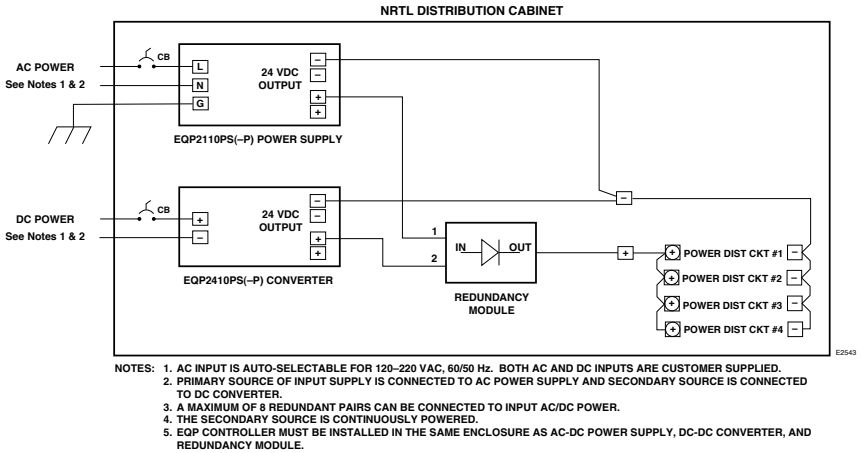 NRTL DISTRIBUTION CABINET
AC POWER
See Notes 1 & 2
CB
L
N
G
24 VDC
OUTPUT
–
–
+
+
EQP2110PS(–P) POWER SUPPLY
DC POWER
See Notes 1 & 2
CB
+
–
24 VDC
OUTPUT
–
–
+
+
EQP2410PS(–P) CONVERTER
1
2
IN
OUT
REDUNDANCY
MODULE
–
+
+ POWER DIST CKT #1 –
+ POWER DIST CKT #2 –
+ POWER DIST CKT #3 –
+ POWER DIST CKT #4 –
E2543
NOTES: 1. AC INPUT IS AUTO-SELECTABLE FOR 120–220 VAC, 60/50 Hz. BOTH AC AND DC INPUTS ARE CUSTOMER SUPPLIED.
2. PRIMARY SOURCE OF INPUT SUPPLY IS CONNECTED TO AC POWER SUPPLY AND SECONDARY SOURCE IS CONNECTED
TO DC CONVERTER.
3. A MAXIMUM OF 8 REDUNDANT PAIRS CAN BE CONNECTED TO INPUT AC/DC POWER.
4. THE SECONDARY SOURCE IS CONTINUOUSLY POWERED.
5. EQP CONTROLLER MUST BE INSTALLED IN THE SAME ENCLOSURE AS AC-DC POWER SUPPLY, DC-DC CONVERTER, AND
REDUNDANCY MODULE.